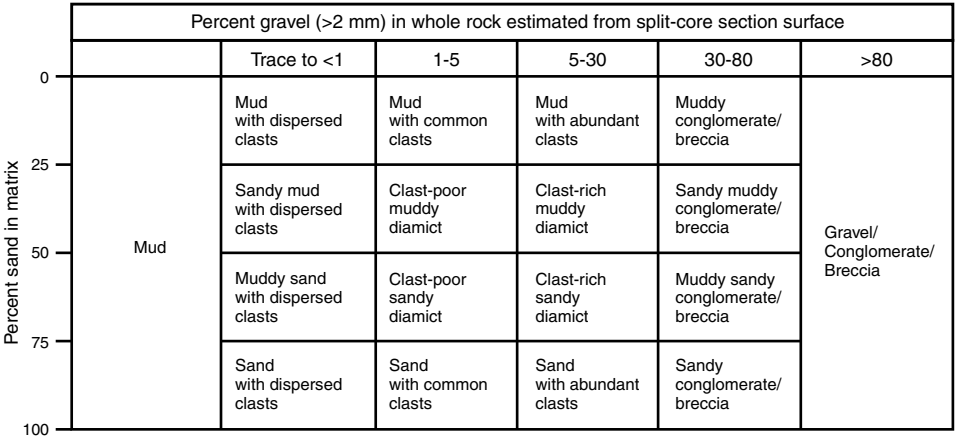 Percent gravel (>2 mm) in whole rock estimated from split-core section surface
Trace to <1
1-5
5-30
30-80
>80
Percent sand in matrix
0
25
50
75
100
Mud
Mud
with dispersed
clasts
Mud
with common
clasts
Mud
with abundant
clasts
Muddy
conglomerate/
breccia
Sandy mud
with dispersed
clasts
Clast-poor
muddy
diamict
Clast-rich
muddy
diamict
Sandy muddy
conglomerate/
breccia
Muddy sand
with dispersed
clasts
Clast-poor
sandy
diamict
Clast-rich
sandy
diamict
Muddy sandy
conglomerate/
breccia
Sand
with dispersed
clasts
Sand
with common
clasts
Sand
with abundant
clasts
Sandy
conglomerate/
breccia
Gravel/
Conglomerate/
Breccia